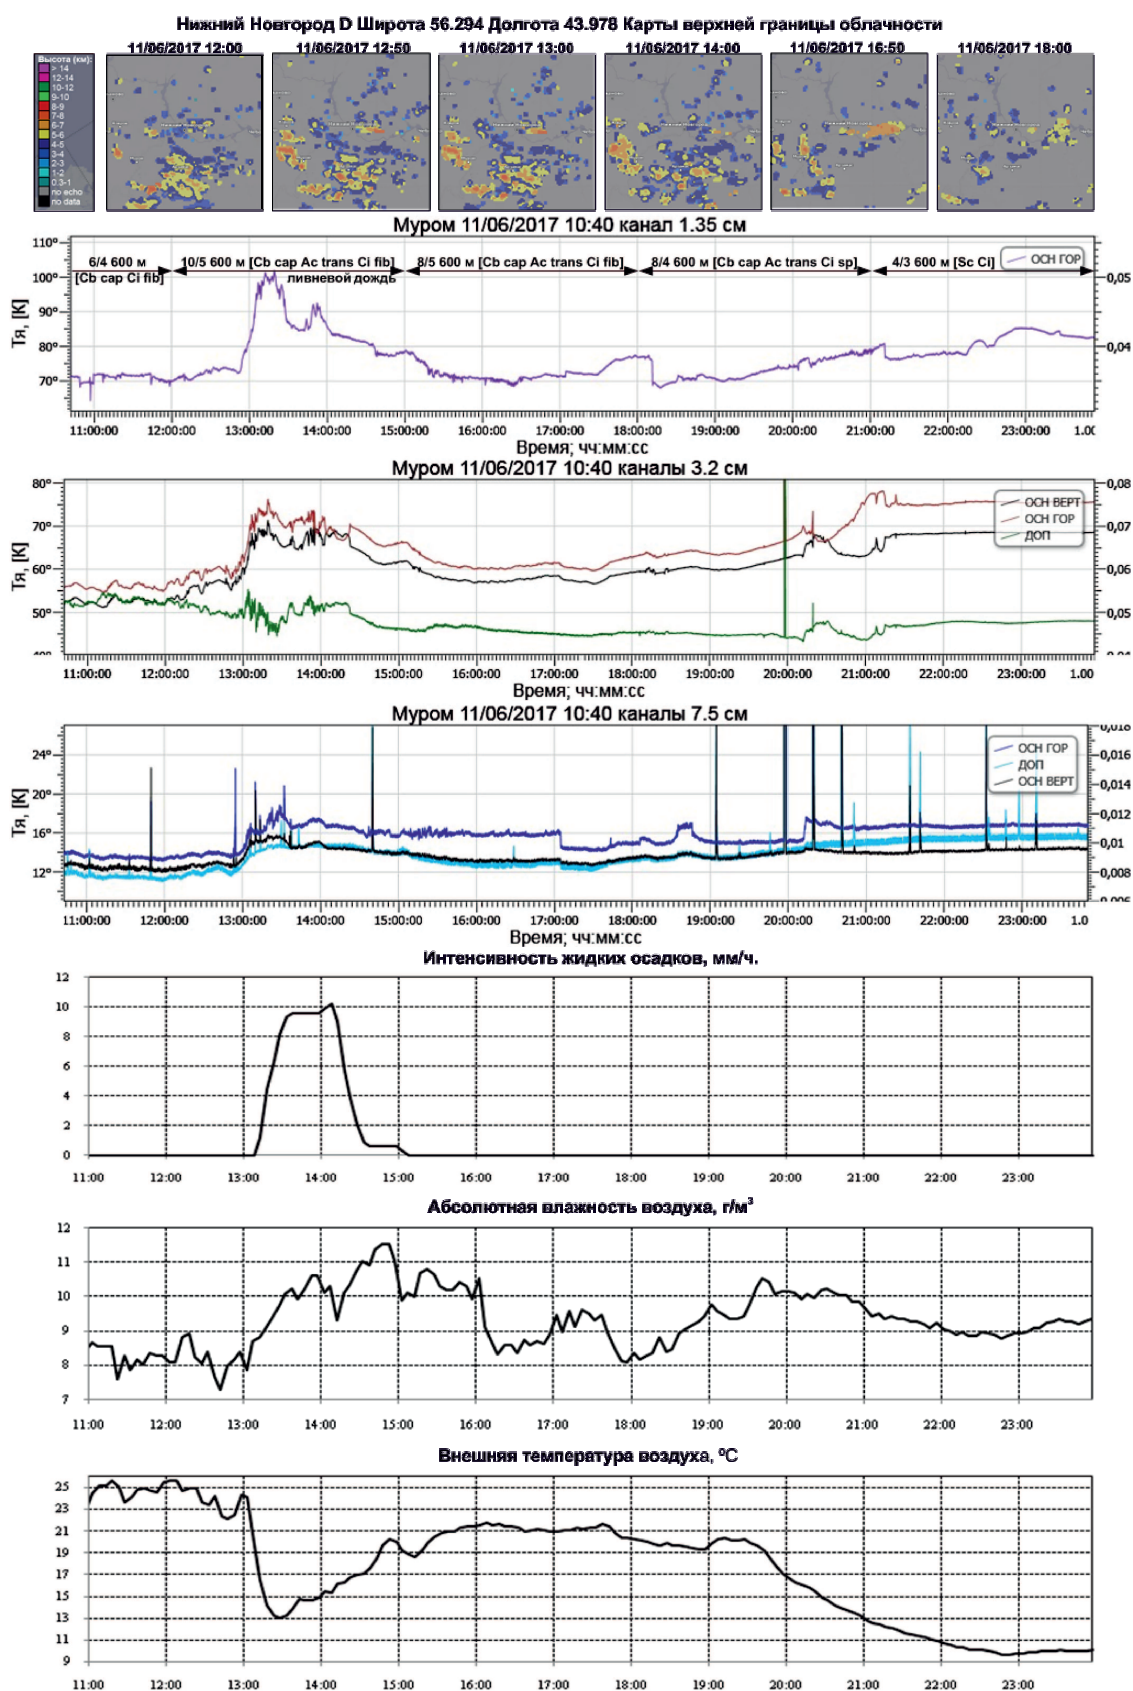 Нижний Новгород D Широта 56.294 Долгота 43.978 Карты верхней границы облачности
11/06/2017 12:00 11/06/2017 12:50 11/06/2017 13:00 11/06/2017 14:00 11/06/2017 16:50 11/06/2017 18:00
Высота (км):
> 14
12-14
10-12
9-10
8-9
7-8
6-7
5-6
4-5
3-4
2-3
1-2
0.3-1
no echo
no data
Муром 11/06/2017 10:40 канал 1.35 см
6/4 600 м
[Cb cap Ci fib]
10/5 600 м [Cb cap Ac trans Ci fib]
ливневой дождь
8/5 600 м [Cb cap Ac trans Ci fib]
8/4 600 м [Cb cap Ac trans Ci sp]
4/3 600 м [Sc Ci]
ОСН ГОР
Тя, [К]
110°
100°
90°
80°
70°
0,05
0,04
11:00:00 12:00:00 13:00:00 14:00:00 15:00:00 16:00:00 17:00:00 18:00:00 19:00:00 20:00:00 21:00:00 22:00:00 23:00:00
Время; чч:мм:сс
Муром 11/06/2017 10:40 каналы 3.2 см
ОСН ВЕРТ
ОСН ГОР
ДОП
Тя, [К]
80°
70°
60°
50°
0,08
0,07
0,06
0,05
11:00:00 12:00:00 13:00:00 14:00:00 15:00:00 16:00:00 17:00:00 18:00:00 19:00:00 20:00:00 21:00:00 22:00:00 23:00:00 1.00
Время; чч:мм:сс
Муром 11/06/2017 10:40 каналы 7.5 см
ОСН ГОР
ДОП
ОСН ВЕРТ
Тя, [К]
24°
20°
16°
12°
0,018
0,016
0,014
0,012
0,01
0,008
11:00:00 12:00:00 13:00:00 14:00:00 15:00:00 16:00:00 17:00:00 18:00:00 19:00:00 20:00:00 21:00:00 22:00:00 23:00:00 1.0
Время; чч:мм:сс
Интенсивность жидких осадков, мм/ч.
12
10
8
6
4
2
0
11:00 12:00 13:00 14:00 15:00 16:00 17:00 18:00 19:00 20:00 21:00 22:00 23:00
Абсолютная влажность воздуха, г/м³
12
11
10
9
8
7
11:00 12:00 13:00 14:00 15:00 16:00 17:00 18:00 19:00 20:00 21:00 22:00 23:00
Внешняя температура воздуха, ºС
25
23
21
19
17
15
13
11
9
11:00 12:00 13:00 14:00 15:00 16:00 17:00 18:00 19:00 20:00 21:00 22:00 23:00